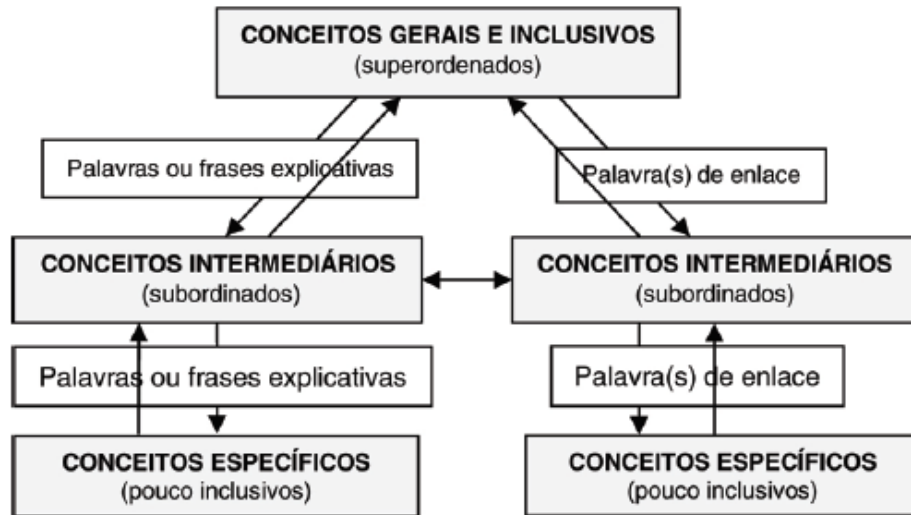 CONCEITOS GERAIS E INCLUSIVOS
(superordenados)
Palavras ou frases explicativas
Palavra(s) de enlace
CONCEITOS INTERMEDIÁRIOS
(subordinados)
CONCEITOS INTERMEDIÁRIOS
(subordinados)
Palavras ou frases explicativas
Palavra(s) de enlace
CONCEITOS ESPECÍFICOS
(pouco inclusivos)
CONCEITOS ESPECÍFICOS
(pouco inclusivos)